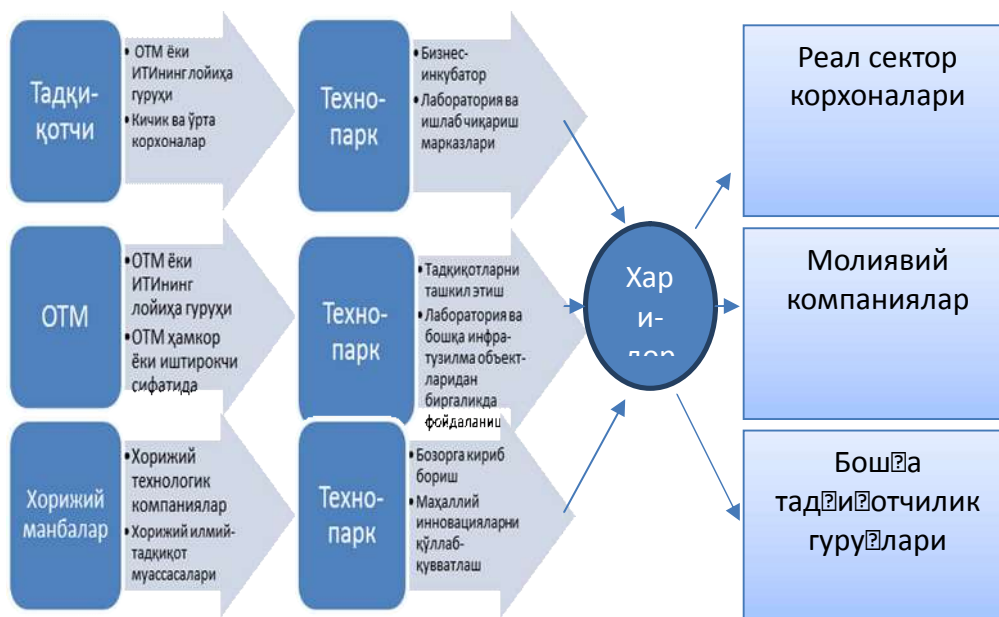 Тадқи-
қотчи
• ОТМ ёки
ИТИнинг лойиҳа
гуруҳи
• Кичик ва ўрта
корхоналар
Техно-
парк
• Бизнес-
инкубатор
• Лаборатория ва
ишлаб чиқариш
марказлари
ОТМ
• ОТМ ёки
ИТИнинг
лойиҳа гуруҳи
• ОТМ ҳамкор
ёки иштирокчи
сифатида
Техно-
парк
• Тадқиқотларни
ташкил этиш
• Лаборатория ва
бошқа инфра-
тузилма объект-
ларидан
биргаликда
фойдаланиш
Хорижий
манбалар
• Хорижий
технологик
компаниялар
• Хорижий илмий-
тадқиқот
муассасалари
Техно-
парк
• Бозорга кириб
бориш
• Маҳаллий
инновацияларни
қўллаб-
қувватлаш
Хар
и-
дор
Реал сектор
корхоналари
Молиявий
компаниялар
Бош⍰а
тад⍰и⍰отчилик
гуру⍰лари